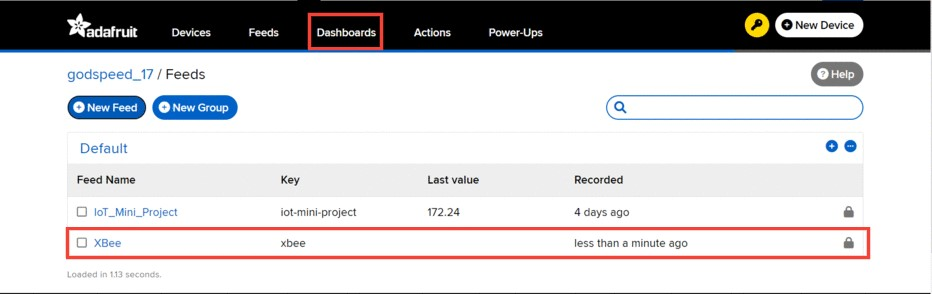 adafruit Devices Feeds Dashboards Actions Power-Ups New Device
godspeed_17 / Feeds Help
New Feed New Group
Default
Feed Name Key Last value Recorded
IoT_Mini_Project iot-mini-project 172.24 4 days ago
XBee xbee less than a minute ago
Loaded in 1.13 seconds.